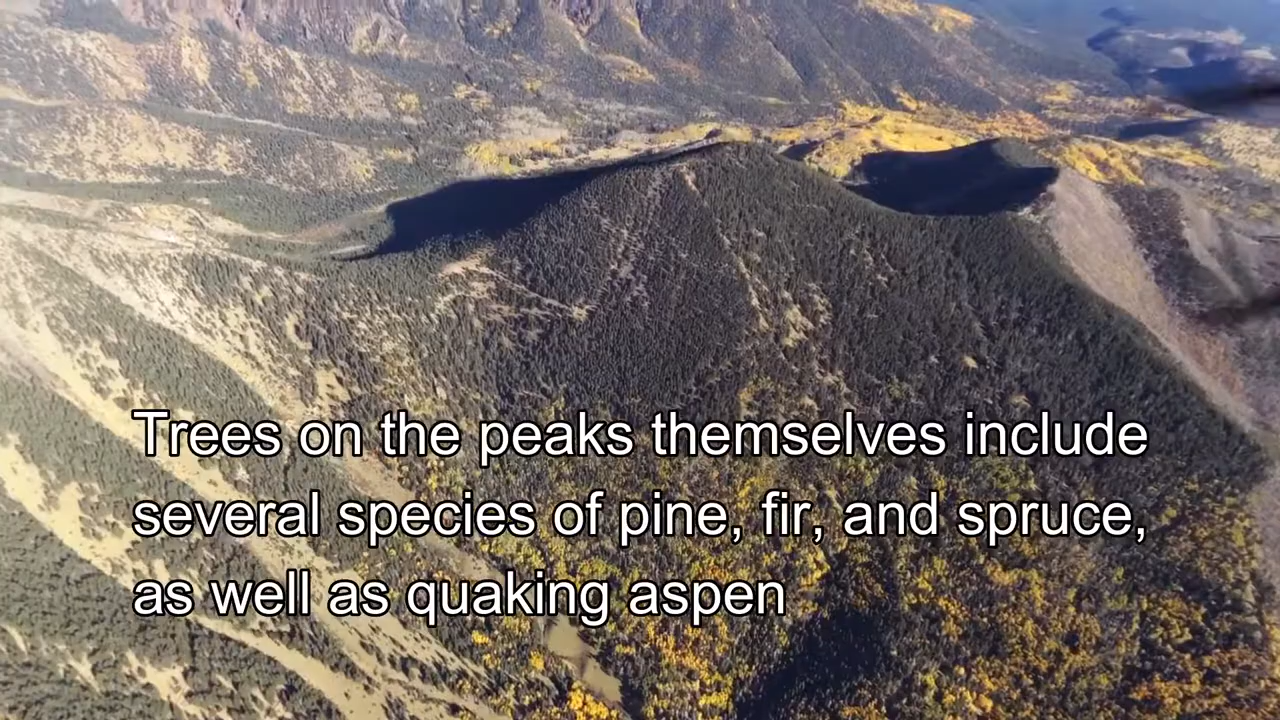 Trees on the peaks themselves include
several species of pine, fir, and spruce,
as well as quaking aspen